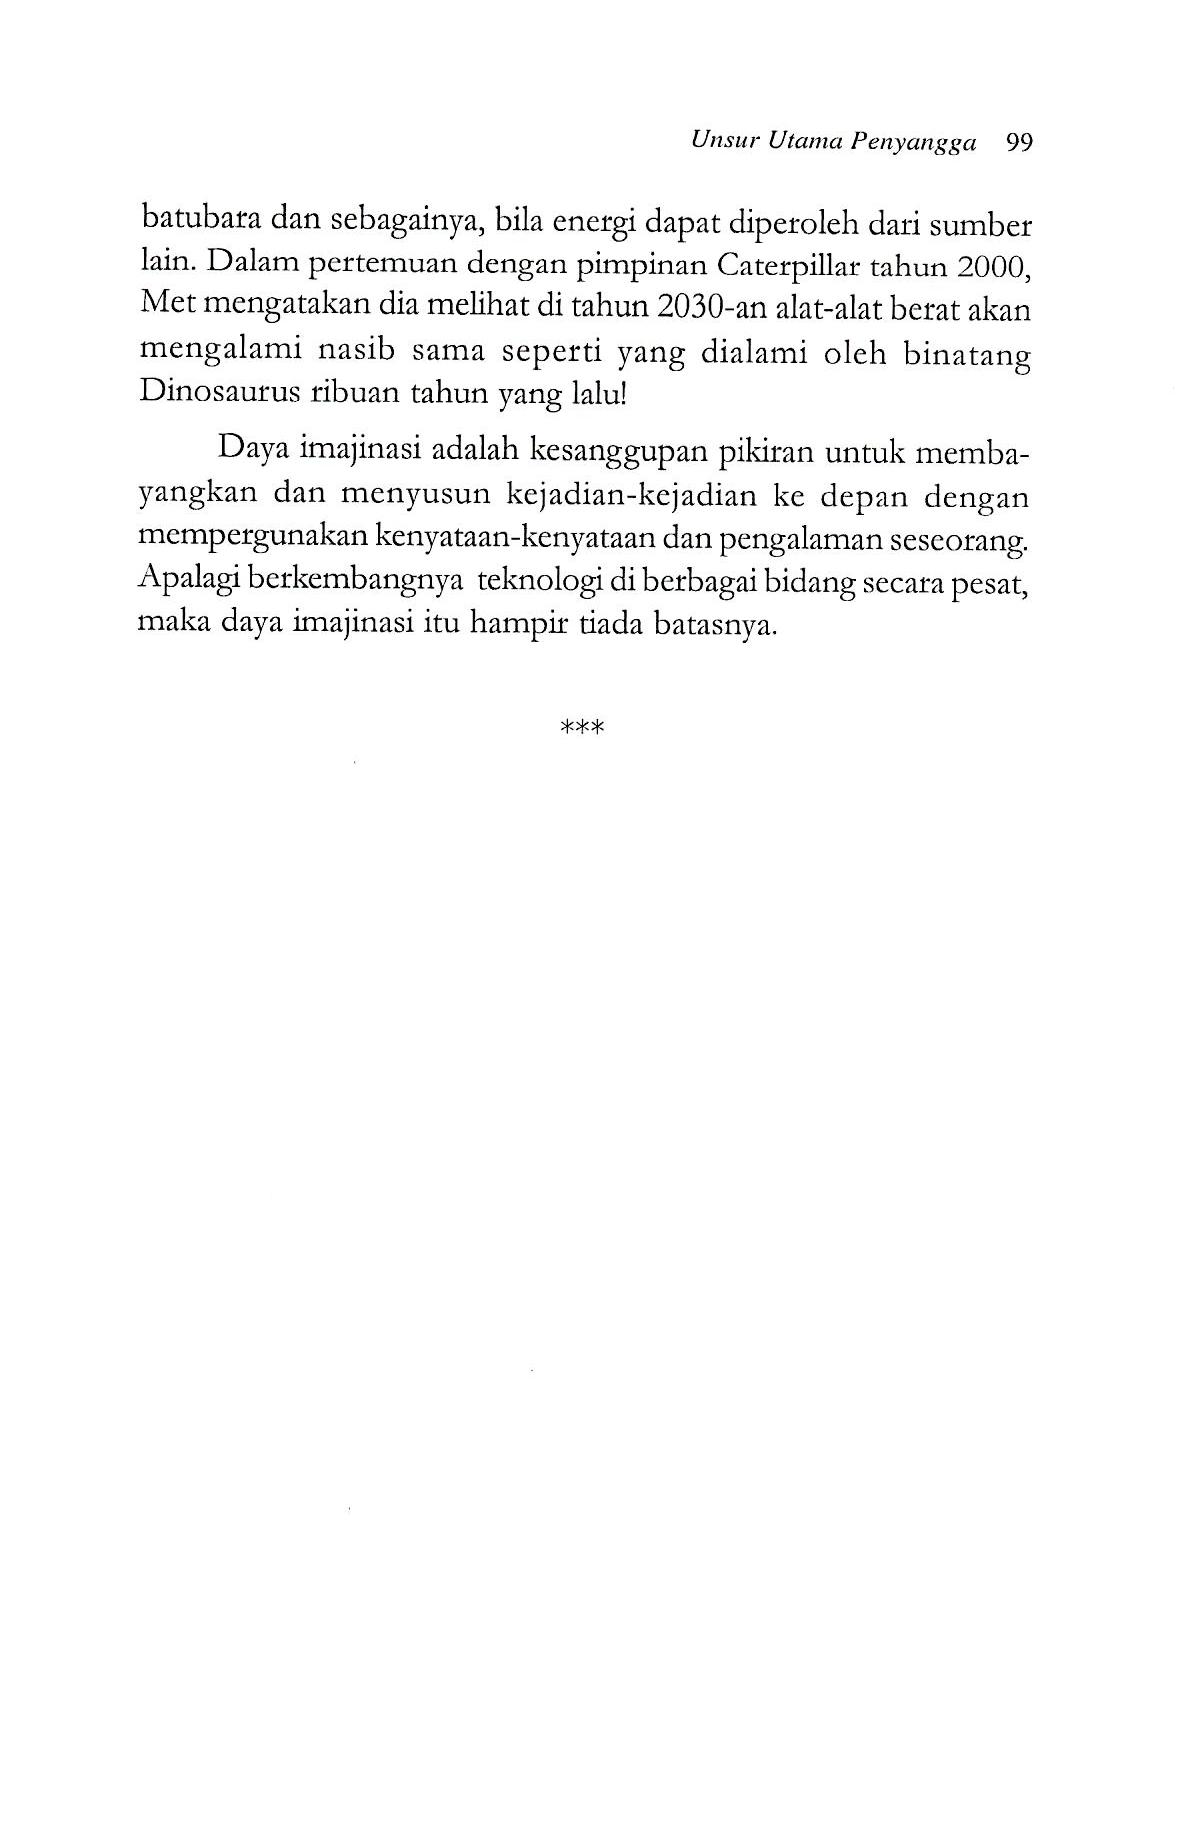 Unsur Utama Penyangga 99
batubara dan sebagainya, bila energi dapat diperoleh dari sumber
lain. Dalam pertemuan dengan pimpinan Caterpillar tahun 2000,
Met mengatakan dia melihat di tahun 2030-an alat-alat berat akan
mengalami nasib sama seperti yang dialami oleh binatang
Dinosaurus ribuan tahun yang lalu!
Daya imajinasi adalah kesanggupan pikiran untuk memba-
yangkan dan menyusun kejadian-kejadian ke depan dengan
mempergunakan kenyataan-kenyataan dan pengalaman seseorang.
Apalagi berkembangnya teknologi di berbagai bidang secara pesat,
maka daya imajinasi itu hampir tiada batasnya.
***